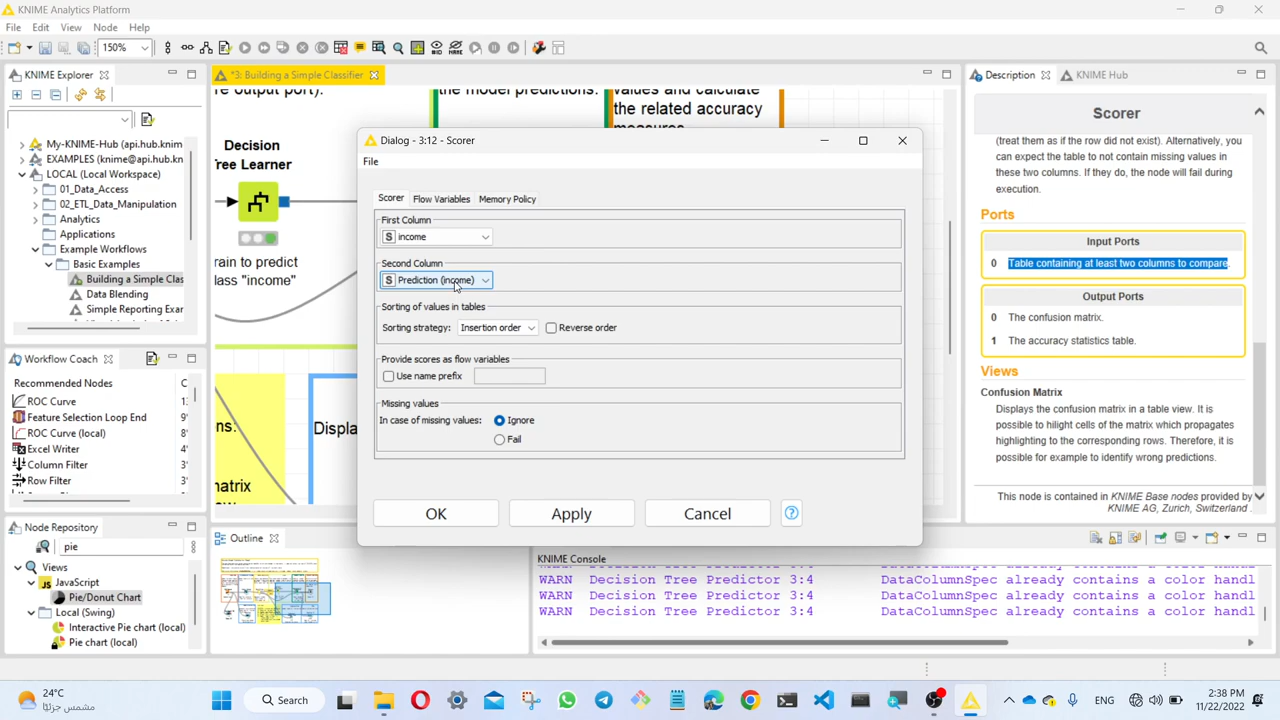 KNIME Analytics Platform
File Edit View Node Help
150%
KNIME Explorer
My-KNIME-Hub (api.hub.knim
EXAMPLES (knime@api.hub.kn
LOCAL (Local Workspace)
01_Data_Access
02_ETL_Data_Manipulation
Analytics
Applications
Example Workflows
Basic Examples
Building a Simple Clas
Data Blending
Simple Reporting Exa
Workflow Coach
Recommended Nodes C
ROC Curve 1:
Feature Selection Loop End 9'
ROC Curve (local) 8'
Excel Writer 3'
Column Filter 3'
Row Filter 3'
Node Repository
pie
Views
JavaScript
Pie/Donut Chart
Local (Swing)
Interactive Pie chart (local)
Pie chart (local)
*3: Building a Simple Classifier
re output port).
the model predictions.
values and calculate
the related accuracy
measures.
Decision
Tree Learner
rain to predict
lass "income"
ns:
Displa
natrix
w
Dialog - 3:12 - Scorer
File
Scorer Flow Variables Memory Policy
First Column
S income
Second Column
S Prediction (income)
Sorting of values in tables
Sorting strategy: Insertion order Reverse order
Provide scores as flow variables
Use name prefix
Missing values
In case of missing values: Ignore
Fail
OK Apply Cancel ?
Outline
KNIME Console
WARN Decision Tree Predictor 3:4 DataColumnSpec already contains a color handl
WARN Decision Tree Predictor 3:4 DataColumnSpec already contains a color handl
WARN Decision Tree Predictor 3:4 DataColumnSpec already contains a color handl
Description KNIME Hub
Scorer
(treat them as if the row did not exist). Alternatively, you
can expect the table to not contain missing values in
these two columns. If they do, the node will fail during
execution.
Ports
Input Ports
0 Table containing at least two columns to compare.
Output Ports
0 The confusion matrix.
1 The accuracy statistics table.
Views
Confusion Matrix
Displays the confusion matrix in a table view. It is
possible to hilight cells of the matrix which propagates
highlighting to the corresponding rows. Therefore, it is
possible for example to identify wrong predictions.
This node is contained in KNIME Base nodes provided by
KNIME AG, Zurich, Switzerland.
24°C
مشمس جزئيًا
Search
ENG
2:38 PM
11/22/2022